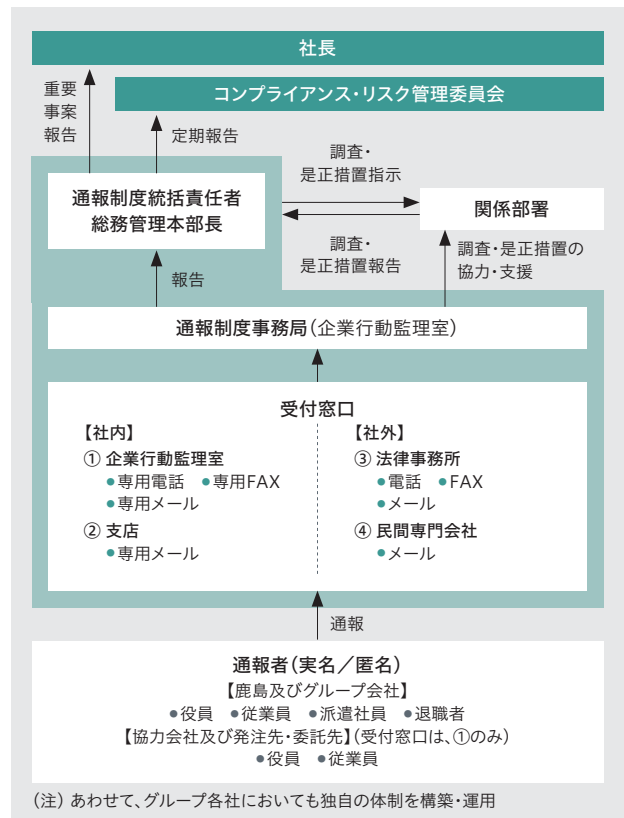 社長
重要
事案
報告
コンプライアンス・リスク管理委員会
定期報告
調査・
是正措置指示
通報制度統括責任者
総務管理本部長
関係部署
調査・
是正措置報告
調査・是正措置の
協力・支援
報告
通報制度事務局(企業行動監理室)
受付窓口
【社内】
① 企業行動監理室
●専用電話 ●専用FAX
●専用メール
② 支店
●専用メール
【社外】
③ 法律事務所
●電話 ●FAX
●メール
④ 民間専門会社
●メール
通報
通報者(実名／匿名)
【鹿島及びグループ会社】
●役員 ●従業員 ●派遣社員 ●退職者
【協力会社及び発注先・委託先】(受付窓口は、①のみ)
●役員 ●従業員
(注) あわせて、グループ各社においても独自の体制を構築・運用